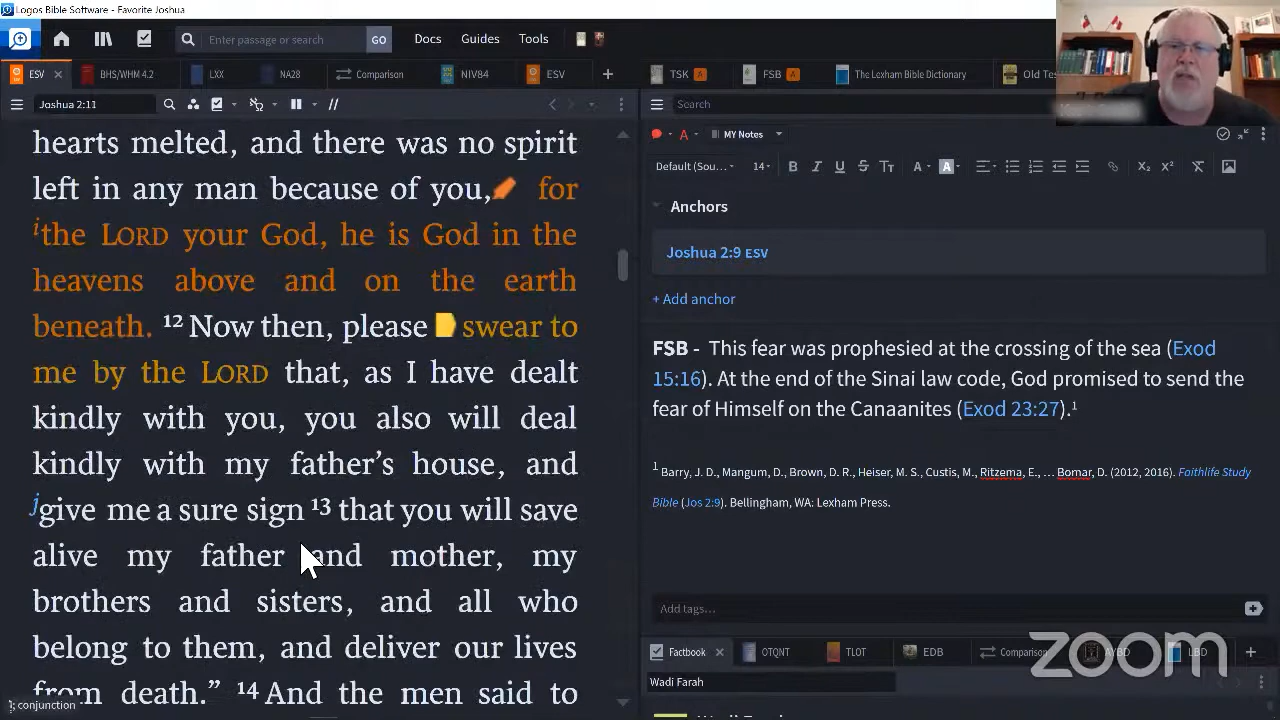 Logos Bible Software - Favorite Joshua
Enter passage or search GO Docs Guides Tools
ESV BHS/WHM 4.2 LXX NA28 Comparison NIV84 ESV
Joshua 2:11
hearts melted, and there was no spirit
left in any man because of you, for
i the LORD your God, he is God in the
heavens above and on the earth
beneath. 12 Now then, please swear to
me by the LORD that, as I have dealt
kindly with you, you also will deal
kindly with my father’s house, and
j give me a sure sign 13 that you will save
alive my father and mother, my
brothers and sisters, and all who
belong to them, and deliver our lives
from death.” 14 And the men said to
conjunction
TSK A FSB A The Lexham Bible Dictionary Old Tes
Search
A MY Notes
Default (Sou... 14 B I U S TT A A X2 X2
Anchors
Joshua 2:9 ESV
+ Add anchor
FSB - This fear was prophesied at the crossing of the sea (Exod
15:16). At the end of the Sinai law code, God promised to send the
fear of Himself on the Canaanites (Exod 23:27).1
1 Barry, J. D., Mangum, D., Brown, D. R., Heiser, M. S., Custis, M., Ritzema, E., … Bomar, D. (2012, 2016). Faithlife Study
Bible (Jos 2:9). Bellingham, WA: Lexham Press.
Add tags...
Factbook OTQNT TLOT EDB Comparison AYBD LBD
Wadi Farah
zoom